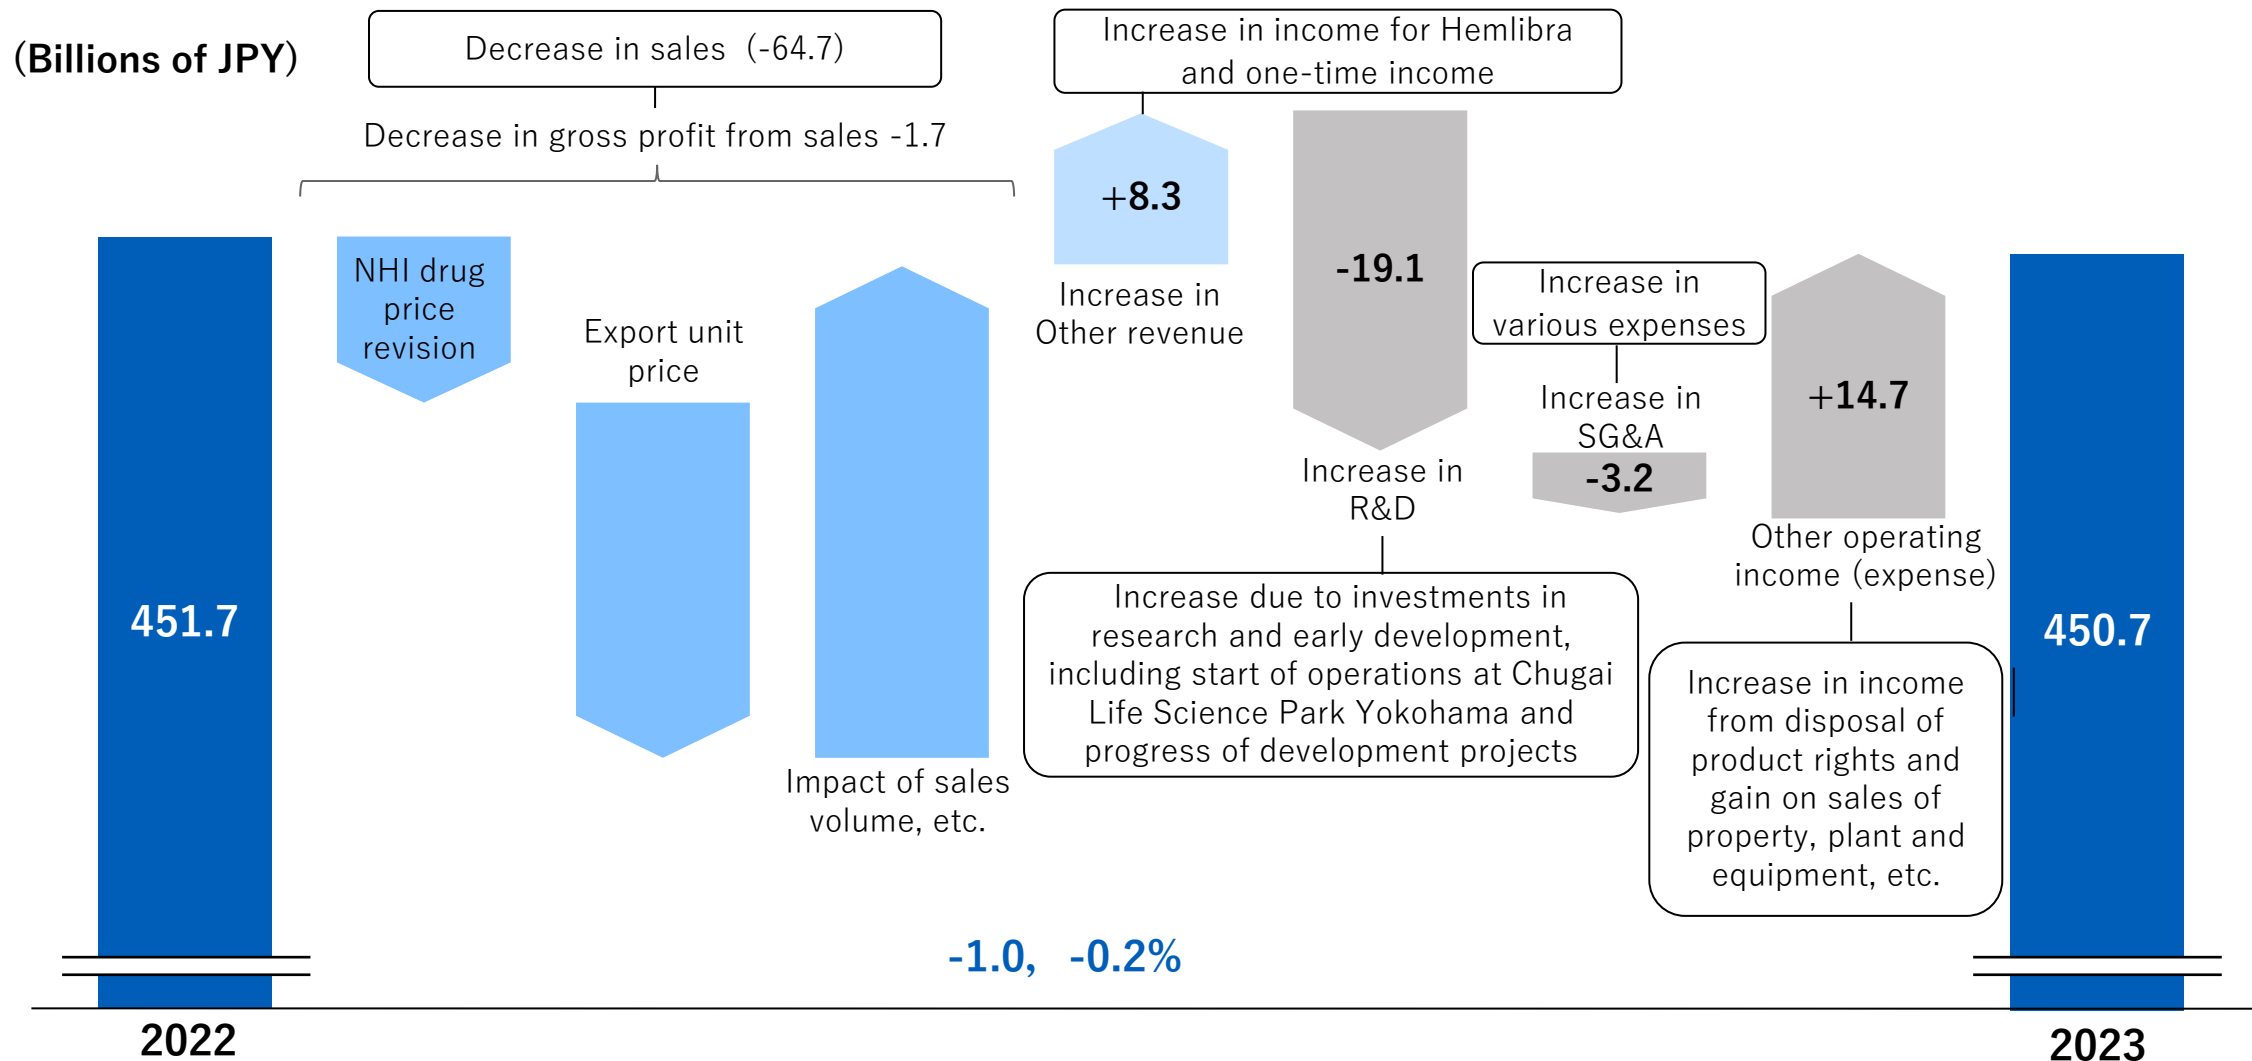 (Billions of JPY)
Decrease in sales (-64.7)
Decrease in gross profit from sales -1.7
Increase in income for Hemlibra
and one-time income
451.7
NHI drug
price
revision
Export unit
price
Impact of sales
volume, etc.
+8.3
Increase in
Other revenue
-19.1
Increase in
R&D
Increase due to investments in
research and early development,
including start of operations at Chugai
Life Science Park Yokohama and
progress of development projects
Increase in
various expenses
Increase in
SG&A
-3.2
+14.7
Other operating
income (expense)
Increase in income
from disposal of
product rights and
gain on sales of
property, plant and
equipment, etc.
450.7
-1.0, -0.2%
2022
2023